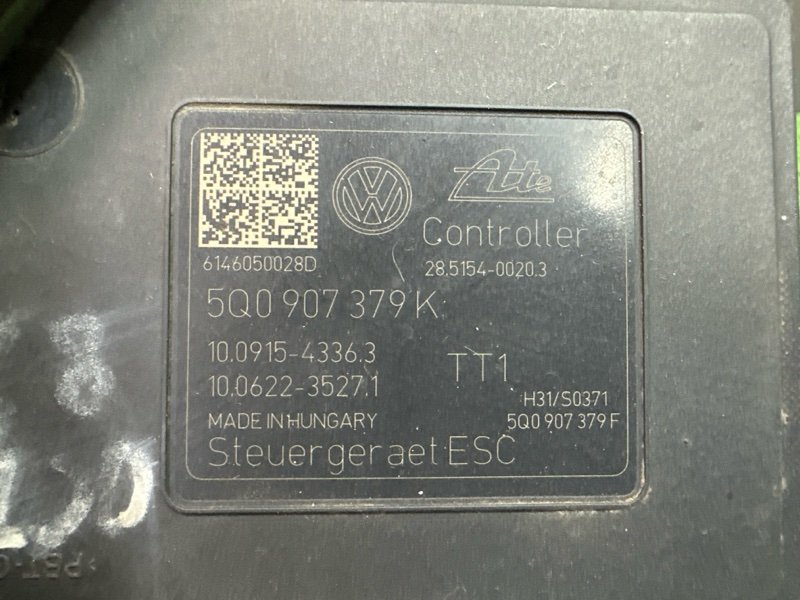 Ate
Controller
6146050028D
28.5154-0020.3
5Q0 907 379 K
10.0915-4336.3
TT1
10.0622-3527.1
H31/S0371
MADE IN HUNGARY
5Q0 907 379 F
Steuergeraet ESC